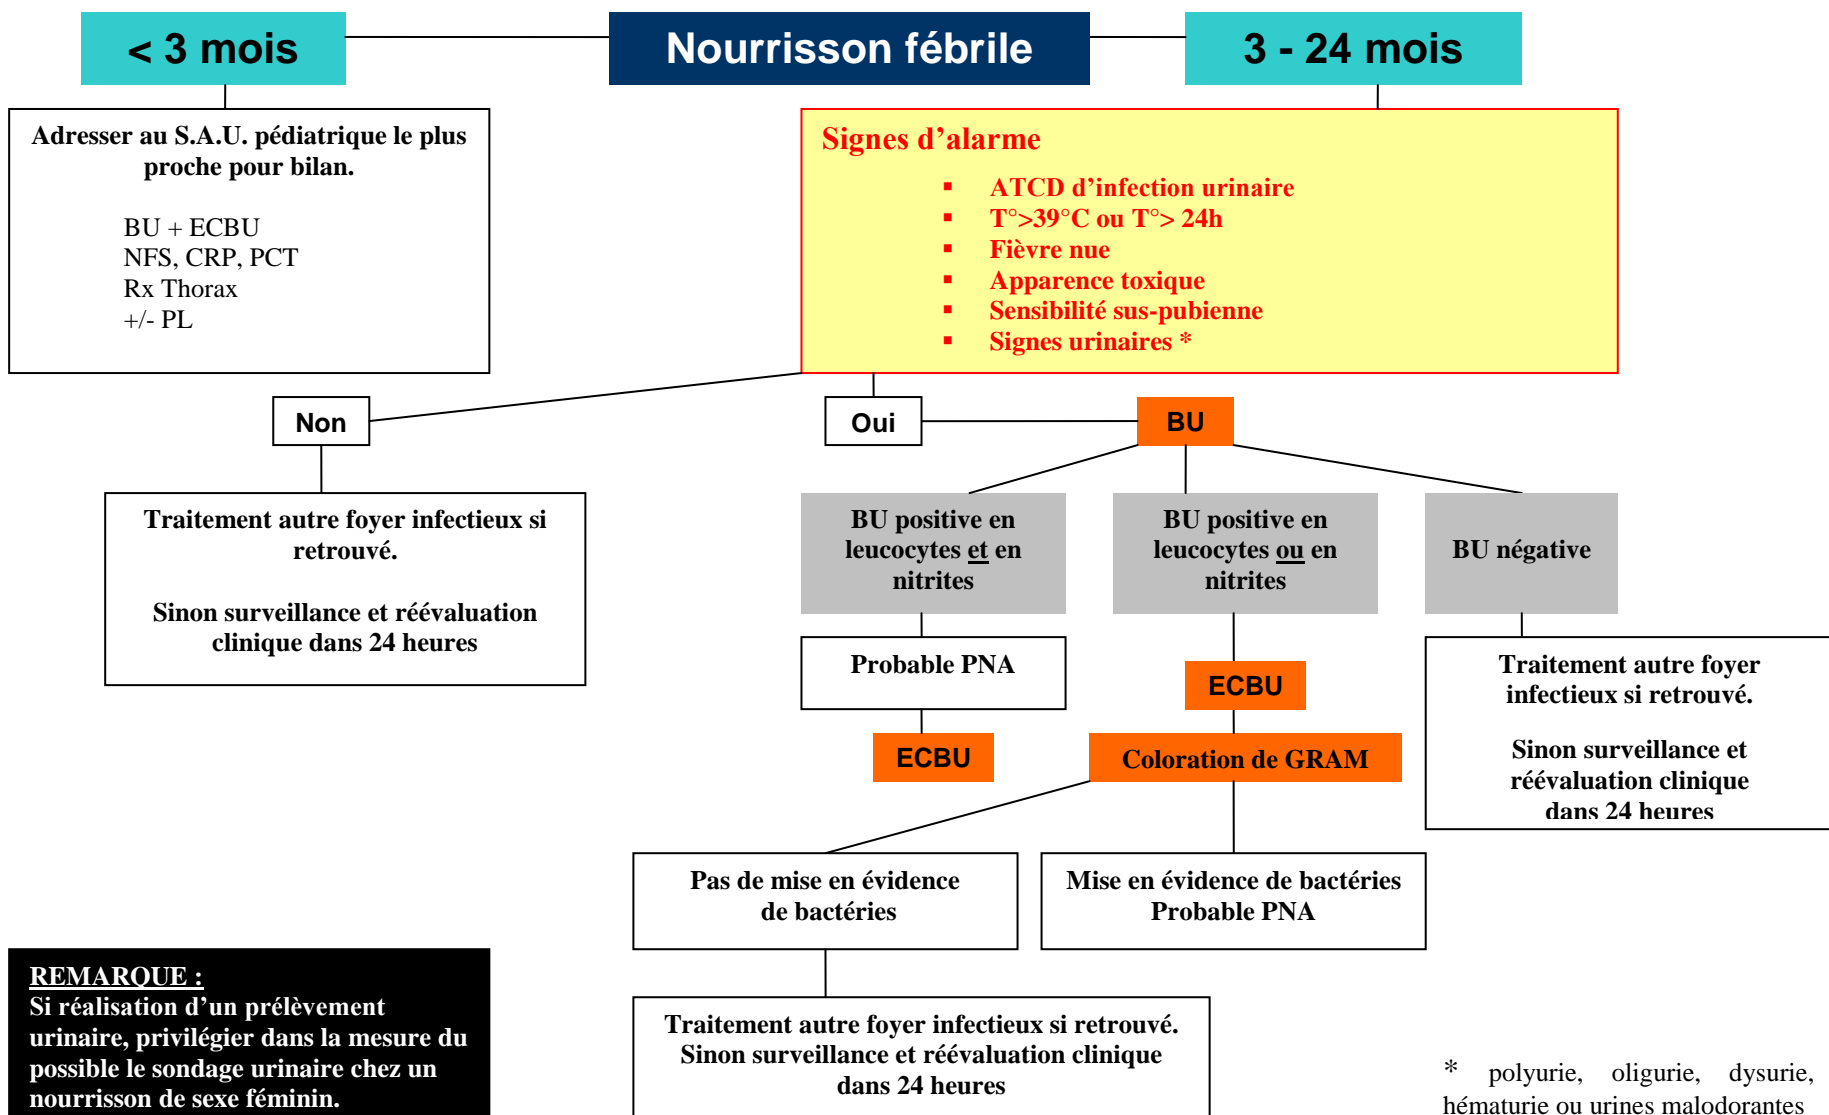 < 3 mois
Nourrisson fébrile
3 - 24 mois
Adresser au S.A.U. pédiatrique le plus
proche pour bilan.
BU + ECBU
NFS, CRP, PCT
Rx Thorax
+/- PL
Signes d’alarme
▪ ATCD d’infection urinaire
▪ T°>39°C ou T°> 24h
▪ Fièvre nue
▪ Apparence toxique
▪ Sensibilité sus-pubienne
▪ Signes urinaires *
Non
Oui
BU
Traitement autre foyer infectieux si
retrouvé.
Sinon surveillance et réévaluation
clinique dans 24 heures
BU positive en
leucocytes et en
nitrites
BU positive en
leucocytes ou en
nitrites
BU négative
Probable PNA
ECBU
ECBU
Coloration de GRAM
Traitement autre foyer
infectieux si retrouvé.
Sinon surveillance et
réévaluation clinique
dans 24 heures
Pas de mise en évidence
de bactéries
Mise en évidence de bactéries
Probable PNA
Traitement autre foyer infectieux si retrouvé.
Sinon surveillance et réévaluation clinique
dans 24 heures
REMARQUE :
Si réalisation d’un prélèvement
urinaire, privilégier dans la mesure du
possible le sondage urinaire chez un
nourrisson de sexe féminin.
* polyurie, oligurie, dysurie,
hématurie ou urines malodorantes